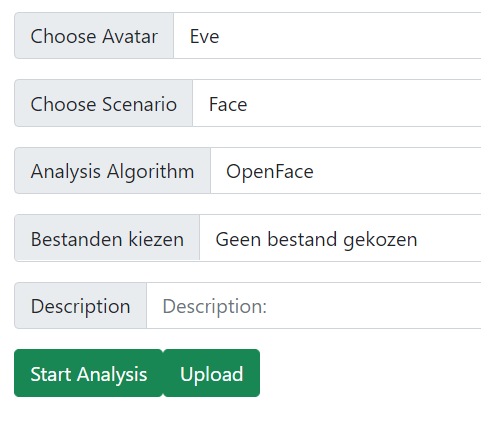 Choose Avatar Eve
Choose Scenario Face
Analysis Algorithm OpenFace
Bestanden kiezen Geen bestand gekozen
Description Description:
Start Analysis Upload